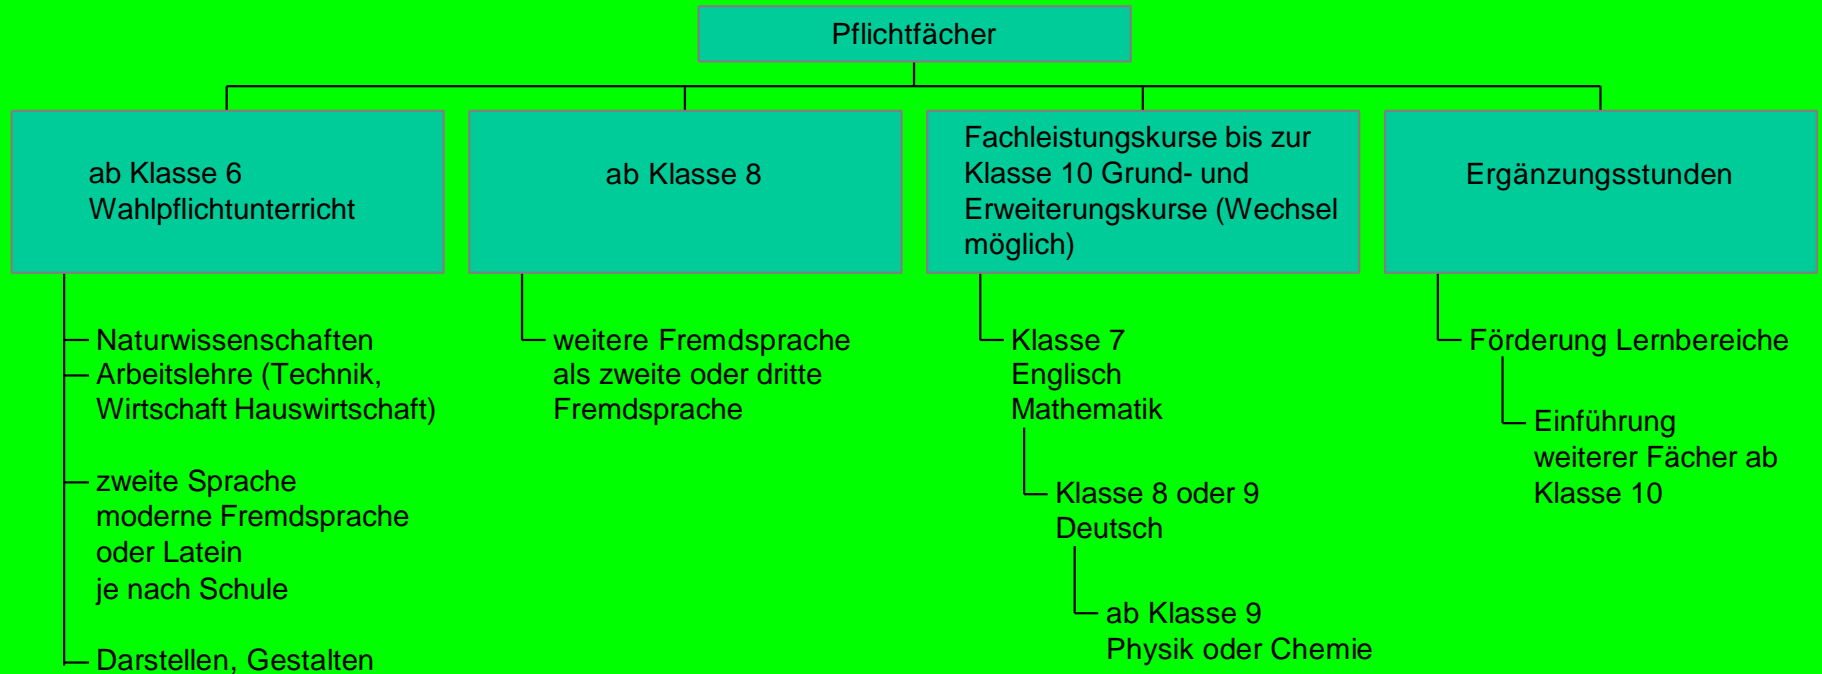 Pflichtfächer
ab Klasse 6
Wahlpflichtunterricht
Naturwissenschaften
Arbeitslehre (Technik,
Wirtschaft Hauswirtschaft)
zweite Sprache
moderne Fremdsprache
oder Latein
je nach Schule
Darstellen, Gestalten
ab Klasse 8
weitere Fremdsprache
als zweite oder dritte
Fremdsprache
Fachleistungskurse bis zur
Klasse 10 Grund- und
Erweiterungskurse (Wechsel
möglich)
Klasse 7
Englisch
Mathematik
Klasse 8 oder 9
Deutsch
ab Klasse 9
Physik oder Chemie
Ergänzungsstunden
Förderung Lernbereiche
Einführung
weiterer Fächer ab
Klasse 10